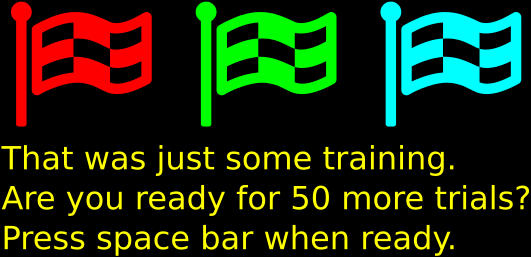 That was just some training.
Are you ready for 50 more trials?
Press space bar when ready.